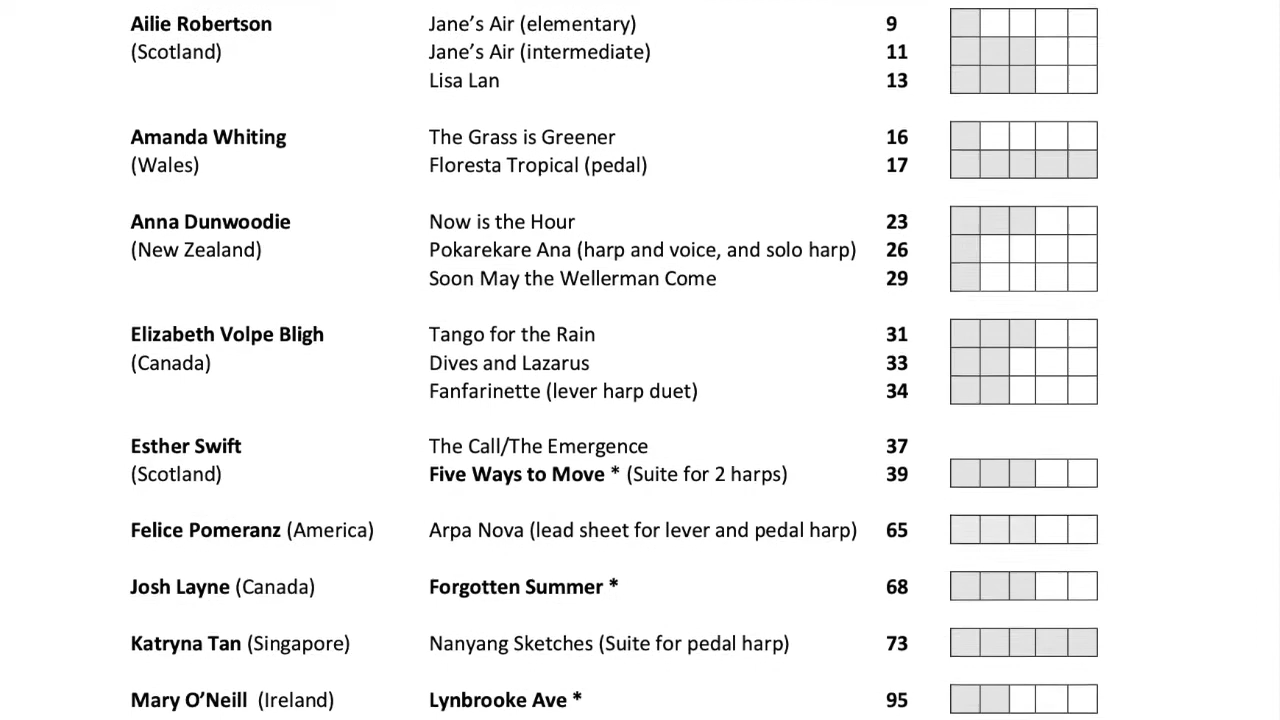 Ailie Robertson Jane's Air (elementary) 9
(Scotland) Jane's Air (intermediate) 11
Lisa Lan 13
Amanda Whiting The Grass is Greener 16
(Wales) Floresta Tropical (pedal) 17
Anna Dunwoodie Now is the Hour 23
(New Zealand) Pokarekare Ana (harp and voice, and solo harp) 26
Soon May the Wellerman Come 29
Elizabeth Volpe Bligh Tango for the Rain 31
(Canada) Dives and Lazarus 33
Fanfarinette (lever harp duet) 34
Esther Swift The Call/The Emergence 37
(Scotland) Five Ways to Move * (Suite for 2 harps) 39
Felice Pomeranz (America) Arpa Nova (lead sheet for lever and pedal harp) 65
Josh Layne (Canada) Forgotten Summer * 68
Katryna Tan (Singapore) Nanyang Sketches (Suite for pedal harp) 73
Mary O’Neill (Ireland) Lynbrooke Ave * 95